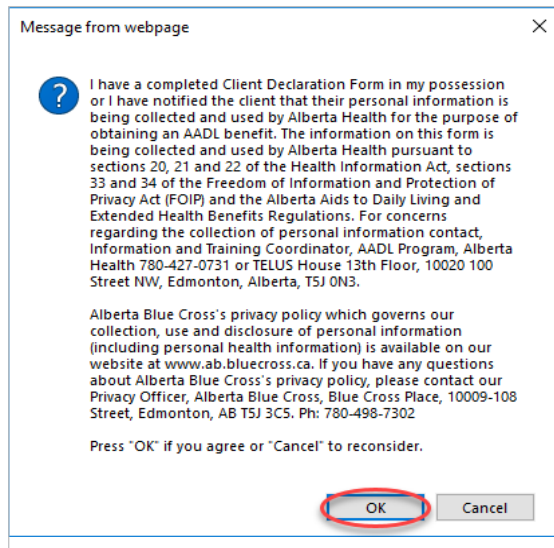 Message from webpage
I have a completed Client Declaration Form in my possession
or I have notified the client that their personal information is
being collected and used by Alberta Health for the purpose of
obtaining an AADL benefit. The information on this form is
being collected and used by Alberta Health pursuant to
sections 20, 21 and 22 of the Health Information Act, sections
33 and 34 of the Freedom of Information and Protection of
Privacy Act (FOIP) and the Alberta Aids to Daily Living and
Extended Health Benefits Regulations. For concerns
regarding the collection of personal information contact,
Information and Training Coordinator, AADL Program, Alberta
Health 780-427-0731 or TELUS House 13th Floor, 10020 100
Street NW, Edmonton, Alberta, T5J 0N3.
Alberta Blue Cross's privacy policy which governs our
collection, use and disclosure of personal information
(including personal health information) is available on our
website at www.ab.bluecross.ca. If you have any questions
about Alberta Blue Cross's privacy policy, please contact our
Privacy Officer, Alberta Blue Cross, Blue Cross Place, 10009-108
Street, Edmonton, AB T5J 3C5. Ph: 780-498-7302
Press "OK" if you agree or "Cancel" to reconsider.
OK Cancel